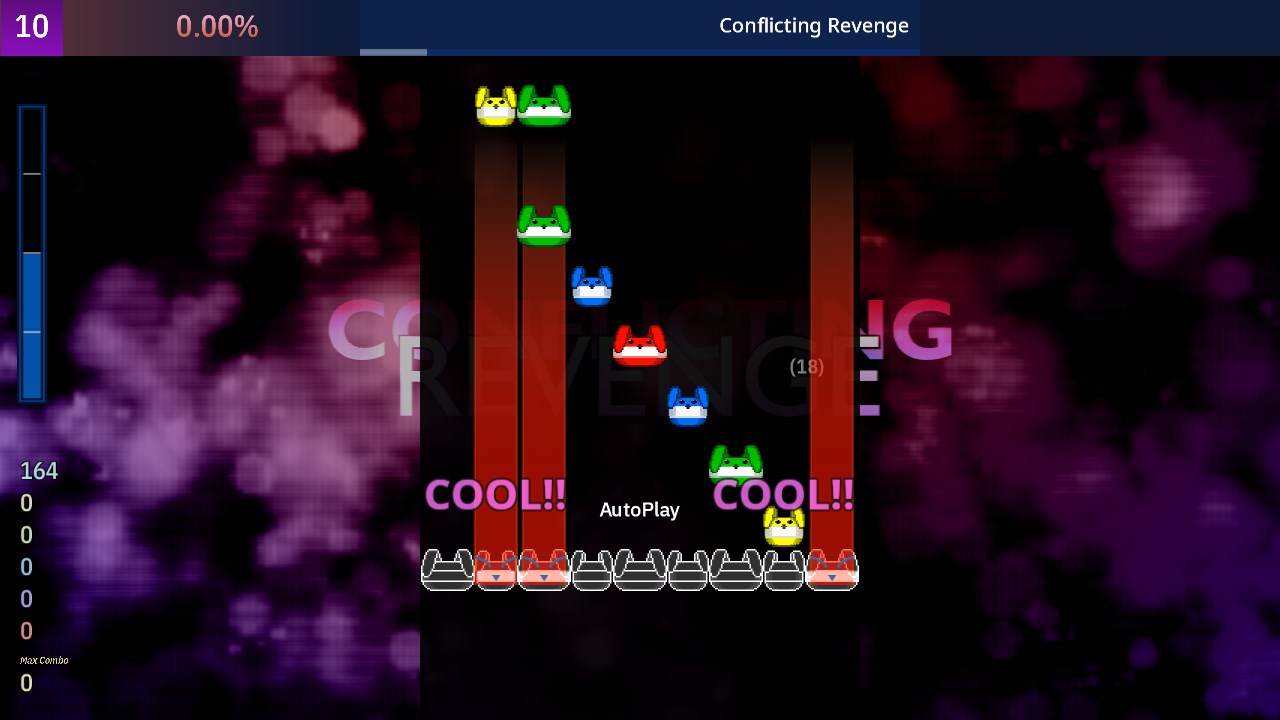 10
0.00%
Conflicting Revenge
CONFLICTING
REVENGE
(18)
COOL!! COOL!!
AutoPlay
164
0
0
0
0
0
Max Combo
0